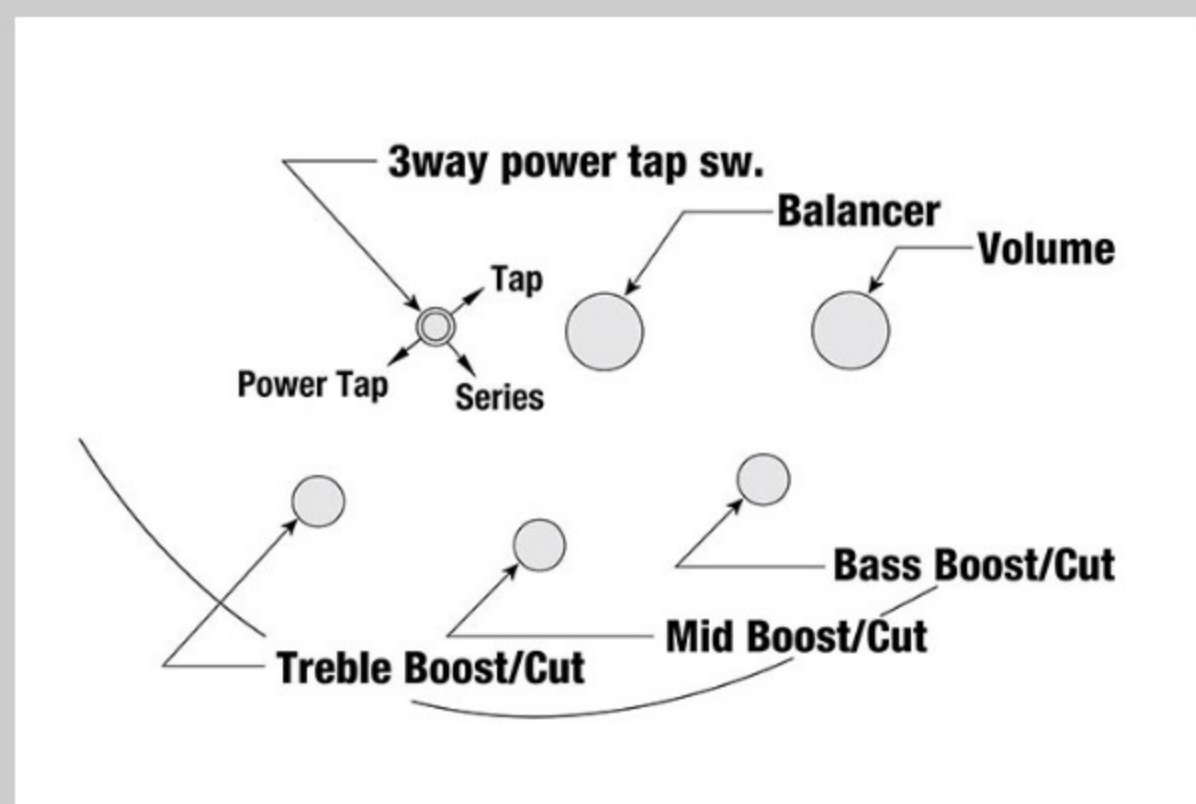 3way power tap sw.
Balancer
Volume
Tap
Power Tap
Series
Bass Boost/Cut
Mid Boost/Cut
Treble Boost/Cut